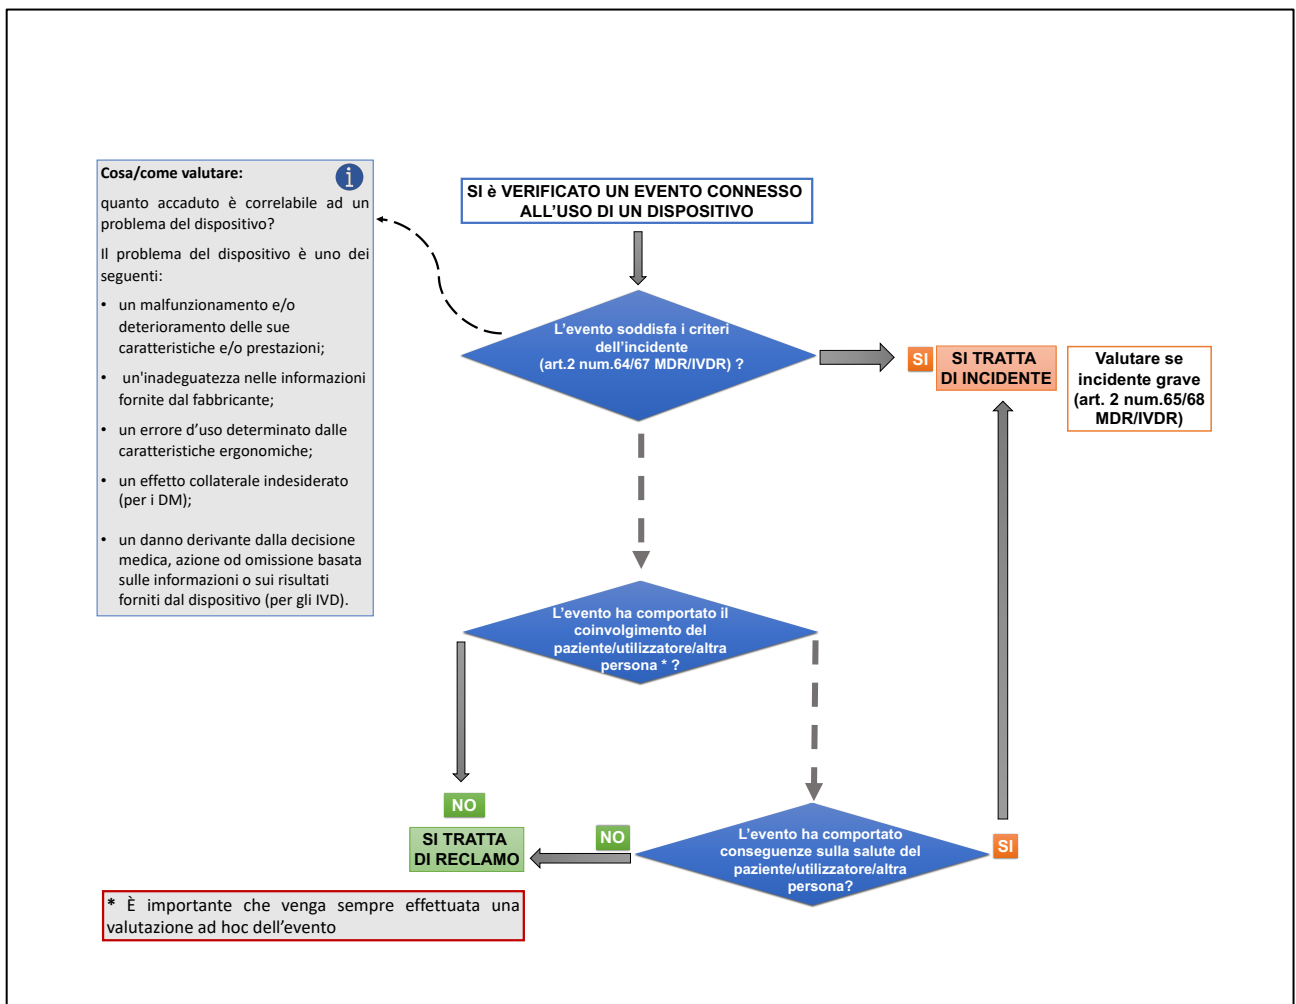 Cosa/come valutare:
quanto accaduto è correlabile ad un
problema del dispositivo?
Il problema del dispositivo è uno dei
seguenti:
• un malfunzionamento e/o
deterioramento delle sue
caratteristiche e/o prestazioni;
• un'inadeguatezza nelle informazioni
fornite dal fabbricante;
• un errore d’uso determinato dalle
caratteristiche ergonomiche;
• un effetto collaterale indesiderato
(per i DM);
• un danno derivante dalla decisione
medica, azione od omissione basata
sulle informazioni o sui risultati
forniti dal dispositivo (per gli IVD).
SI è VERIFICATO UN EVENTO CONNESSO
ALL’USO DI UN DISPOSITIVO
L’evento soddisfa i criteri
dell’incidente
(art.2 num.64/67 MDR/IVDR) ?
SI
SI TRATTA
DI INCIDENTE
Valutare se
incidente grave
(art. 2 num.65/68
MDR/IVDR)
L’evento ha comportato il
coinvolgimento del
paziente/utilizzatore/altra
persona * ?
NO
SI TRATTA
DI RECLAMO
NO
L’evento ha comportato
conseguenze sulla salute del
paziente/utilizzatore/altra
persona?
SI
* È importante che venga sempre effettuata una
valutazione ad hoc dell’evento